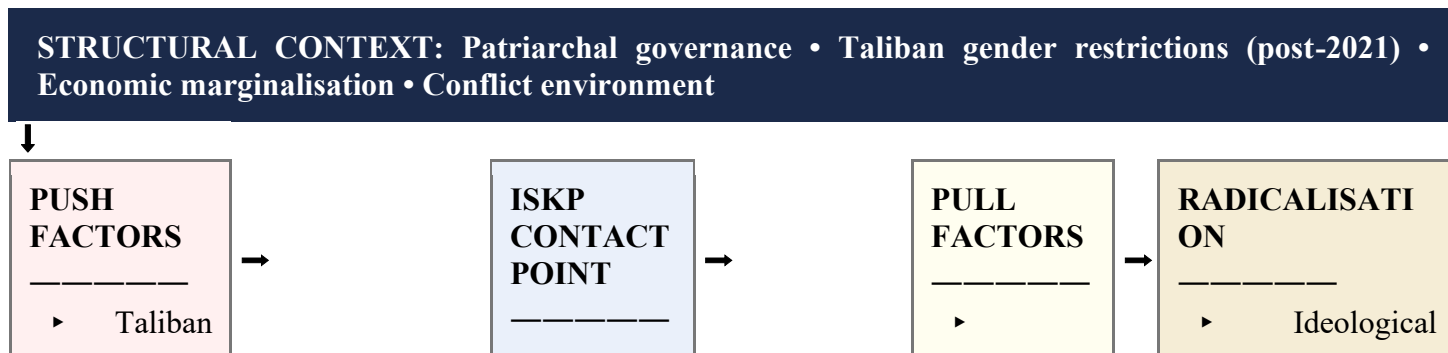 STRUCTURAL CONTEXT: Patriarchal governance • Taliban gender restrictions (post-2021) •
Economic marginalisation • Conflict environment
PUSH
FACTORS
——————
‣ Taliban
ISKP
CONTACT
POINT
——————
PULL
FACTORS
——————
‣
RADICALISATI
ON
——————
‣ Ideological